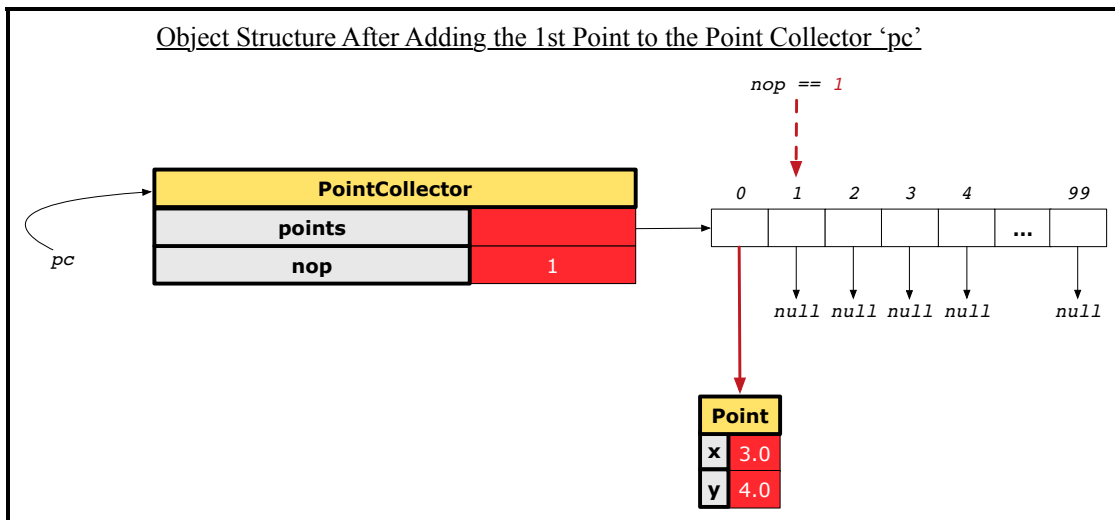 Object Structure After Adding the 1st Point to the Point Collector ‘pc’
nop == 1
PointCollector
0 1 2 3 4 99
points
...
pc
nop 1
null null null null null
Point
x 3.0
y 4.0